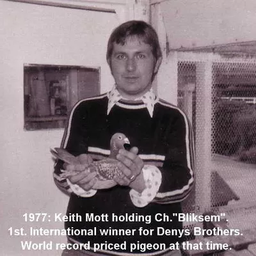 1977: Keith Mott holding Ch."Bliksem".
1st. International winner for Denys Brothers.
World record priced pigeon at that time.